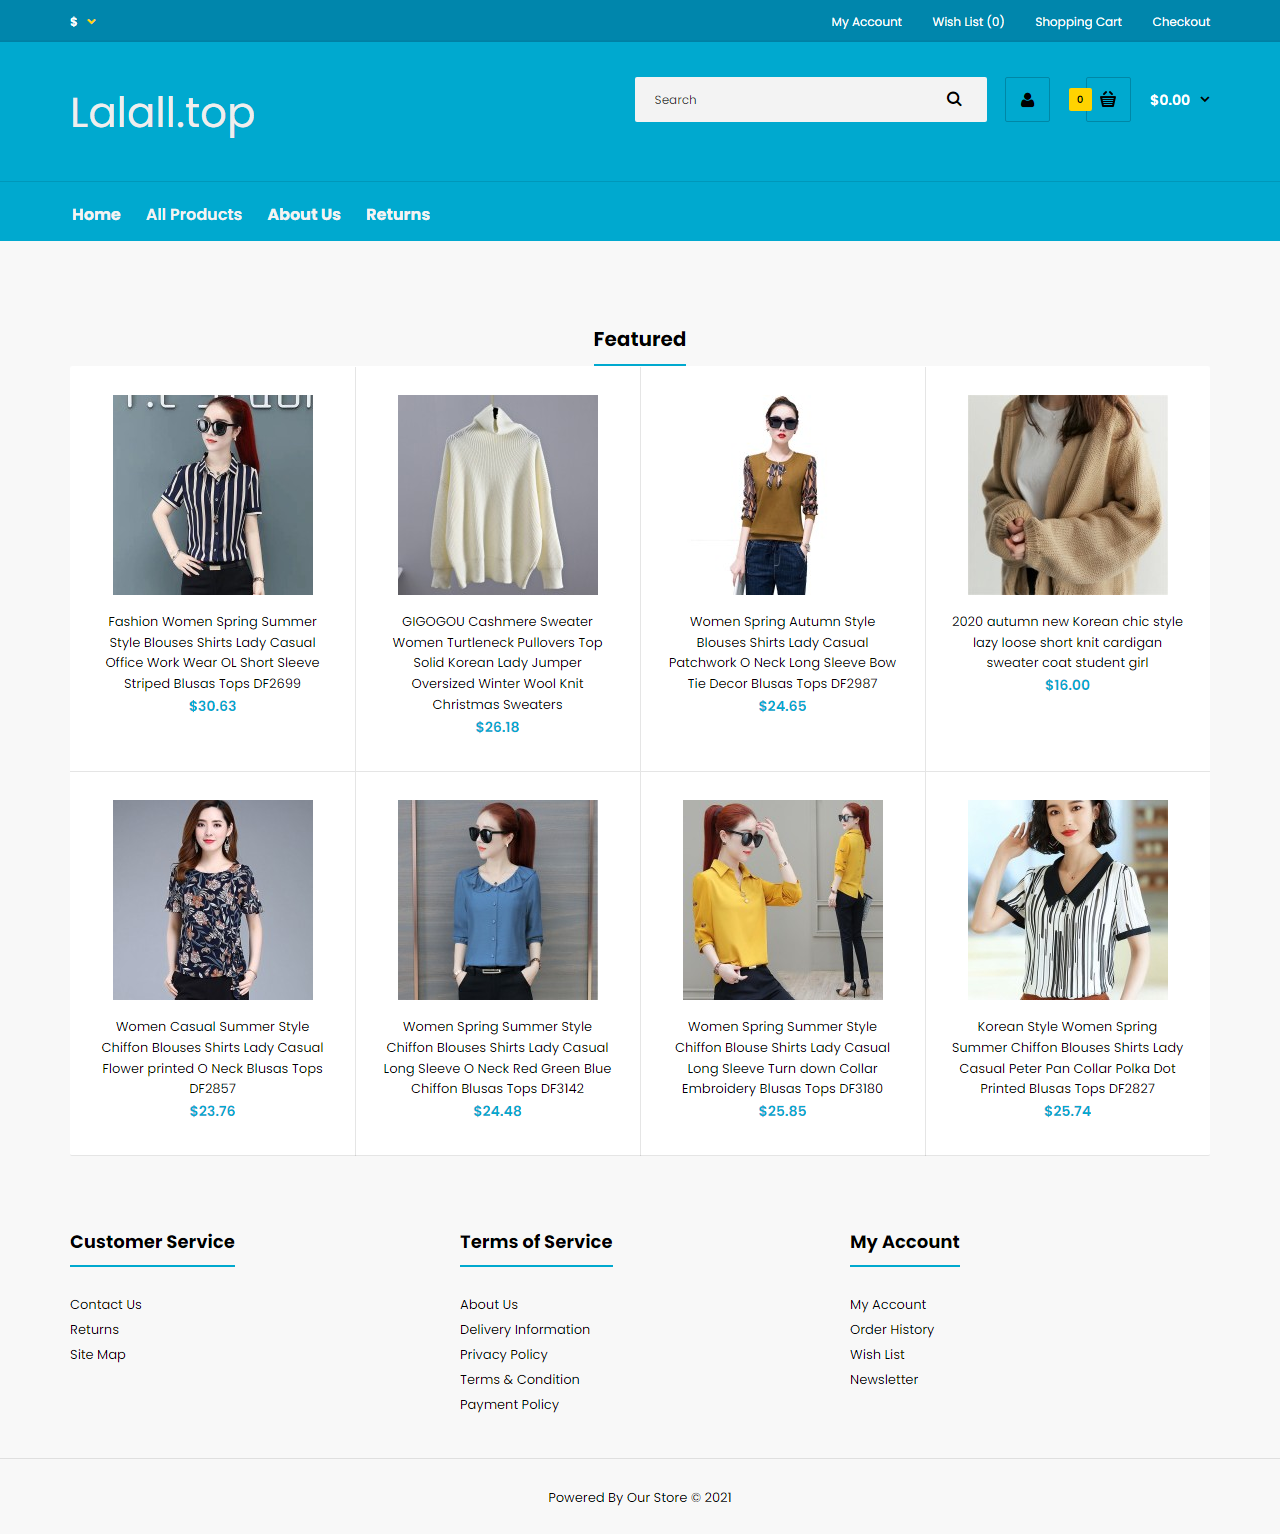 $
My Account Wish List (0) Shopping Cart Checkout
Lalall.top
Search
0
$0.00
Home All Products About Us Returns
Featured
Fashion Women Spring Summer
Style Blouses Shirts Lady Casual
Office Work Wear OL Short Sleeve
Striped Blusas Tops DF2699
$30.63
GIGOGOU Cashmere Sweater
Women Turtleneck Pullovers Top
Solid Korean Lady Jumper
Oversized Winter Wool Knit
Christmas Sweaters
$26.18
Women Spring Autumn Style
Blouses Shirts Lady Casual
Patchwork O Neck Long Sleeve Bow
Tie Decor Blusas Tops DF2987
$24.65
2020 autumn new Korean chic style
lazy loose short knit cardigan
sweater coat student girl
$16.00
Women Casual Summer Style
Chiffon Blouses Shirts Lady Casual
Flower printed O Neck Blusas Tops
DF2857
$23.76
Women Spring Summer Style
Chiffon Blouses Shirts Lady Casual
Long Sleeve O Neck Red Green Blue
Chiffon Blusas Tops DF3142
$24.48
Women Spring Summer Style
Chiffon Blouse Shirts Lady Casual
Long Sleeve Turn down Collar
Embroidery Blusas Tops DF3180
$25.85
Korean Style Women Spring
Summer Chiffon Blouses Shirts Lady
Casual Peter Pan Collar Polka Dot
Printed Blusas Tops DF2827
$25.74
Customer Service
Contact Us
Returns
Site Map
Terms of Service
About Us
Delivery Information
Privacy Policy
Terms & Condition
Payment Policy
My Account
My Account
Order History
Wish List
Newsletter
Powered By Our Store © 2021